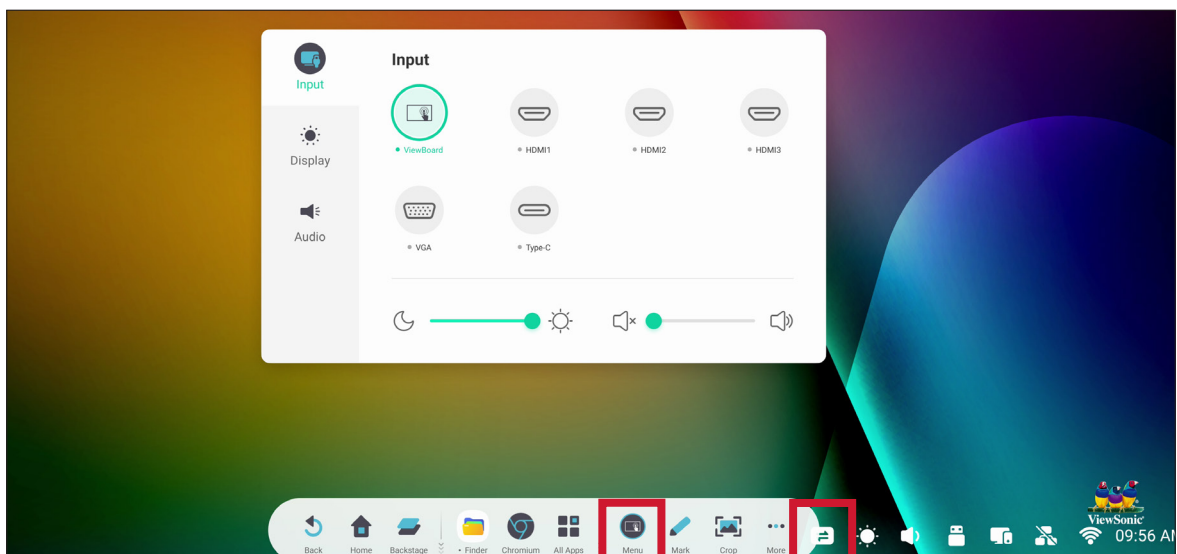 Input
Input
ViewBoard
HDMI1
HDMI2
HDMI3
Display
Audio
VGA
Type-C
Back
Home
Backstage
Finder
Chromium
All Apps
Menu
Mark
Crop
More
ViewSonic
09:56 AM